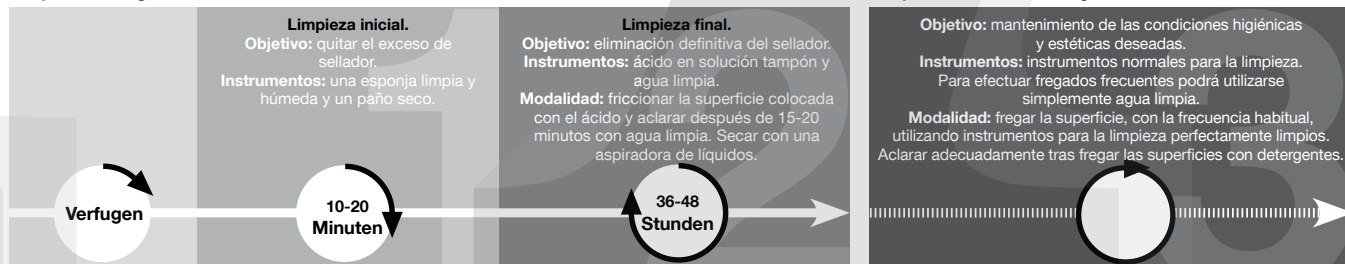 Limpieza inicial.
Objetivo: quitar el exceso de
sellador.
Instrumentos: una esponja limpia y
húmeda y un paño seco.
Limpieza final.
Objetivo: eliminación definitiva del sellador.
Instrumentos: ácido en solución tampón y
agua limpia.
Modalidad: friccionar la superficie colocada
con el ácido y aclarar después de 15-20
minutos con agua limpia. Secar con una
aspiradora de líquidos.
Objetivo: mantenimiento de las condiciones higiénicas
y estéticas deseadas.
Instrumentos: instrumentos normales para la limpieza.
Para efectuar fregados frecuentes podrá utilizarse
simplemente agua limpia.
Modalidad: fregar la superficie, con la frecuencia habitual,
utilizando instrumentos para la limpieza perfectamente limpios.
Aclarar adecuadamente tras fregar las superficies con detergentes.
Verfugen
10-20
Minuten
36-48
Stunden
1
2
3